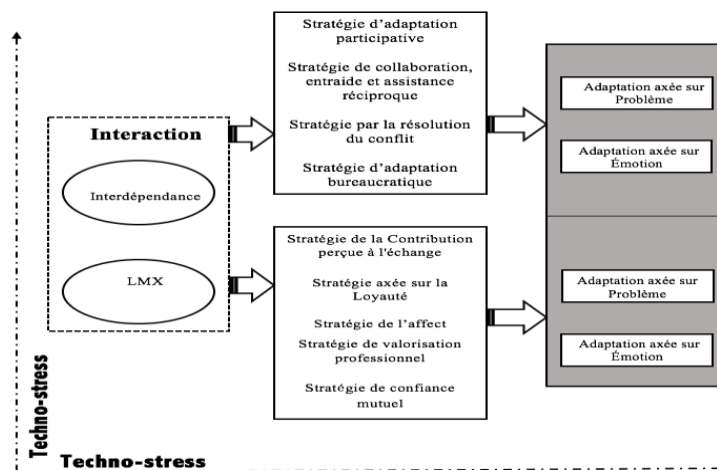 Stratégie d'adaptation
participative
Stratégie de collaboration,
entraide et assistance
réciproque
Stratégie par la résolution
du conflit
Stratégie d'adaptation
bureaucratique
Interaction
Interdépendance
LMX
Stratégie de la Contribution
perçue à l'échange
Stratégie axée sur la
Loyauté
Stratégie de l'affect
Stratégie de valorisation
professionnel
Stratégie de confiance
mutuel
Adaptation axée sur
Problème
Adaptation axée sur
Émotion
Adaptation axée sur
Problème
Adaptation axée sur
Émotion
Techno-stress
Techno-stress